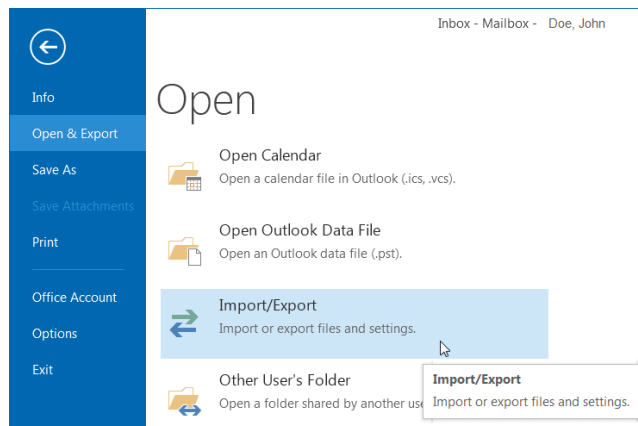 Inbox - Mailbox - Doe, John
Info
Open & Export
Save As
Save Attachments
Print
Office Account
Options
Exit
Open
Open Calendar
Open a calendar file in Outlook (.ics, .vcs).
Open Outlook Data File
Open an Outlook data file (.pst).
Import/Export
Import or export files and settings.
Other User's Folder
Open a folder shared by another use
Import/Export
Import or export files and settings.